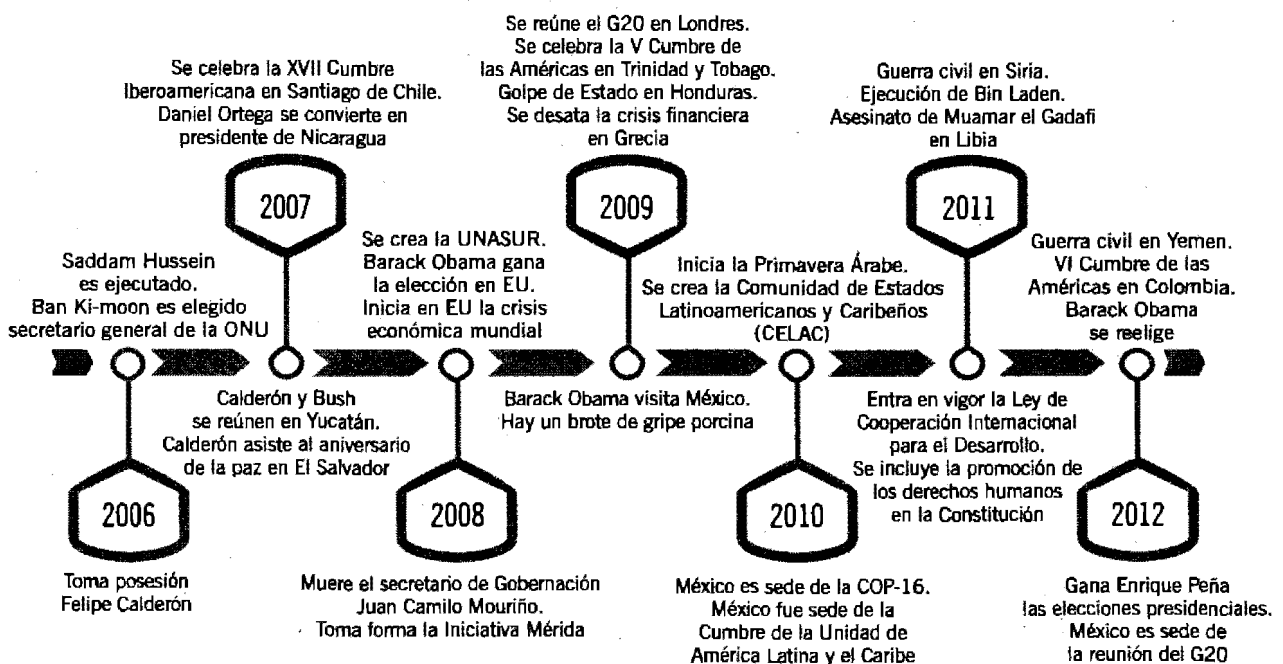 Saddam Hussein
es ejecutado.
Ban Ki-moon es elegido
secretario general de la ONU
2006
Toma posesión
Felipe Calderón
Se celebra la XVII Cumbre
Iberoamericana en Santiago de Chile.
Daniel Ortega se convierte en
presidente de Nicaragua
2007
Calderón y Bush
se reúnen en Yucatán.
Calderón asiste al aniversario
de la paz en El Salvador
Se crea la UNASUR.
Barack Obama gana
la elección en EU.
Inicia en EU la crisis
económica mundial
2008
Muere el secretario de Gobernación
Juan Camilo Mouriño.
Toma forma la Iniciativa Mérida
Se reúne el G20 en Londres.
Se celebra la V Cumbre de
las Américas en Trinidad y Tobago.
Golpe de Estado en Honduras.
Se desata la crisis financiera
en Grecia
2009
Barack Obama visita México.
Hay un brote de gripe porcina
Inicia la Primavera Árabe.
Se crea la Comunidad de Estados
Latinoamericanos y Caribeños
(CELAC)
2010
México es sede de la COP-16.
México fue sede de la
Cumbre de la Unidad de
América Latina y el Caribe
Guerra civil en Siria.
Ejecución de Bin Laden.
Asesinato de Muamar el Gadafi
en Libia
2011
Entra en vigor la Ley de
Cooperación Internacional
para el Desarrollo.
Se incluye la promoción de
los derechos humanos
en la Constitución
Guerra civil en Yemen.
VI Cumbre de las
Américas en Colombia.
Barack Obama
se reelige
2012
Gana Enrique Peña
las elecciones presidenciales.
México es sede de
la reunión del G20